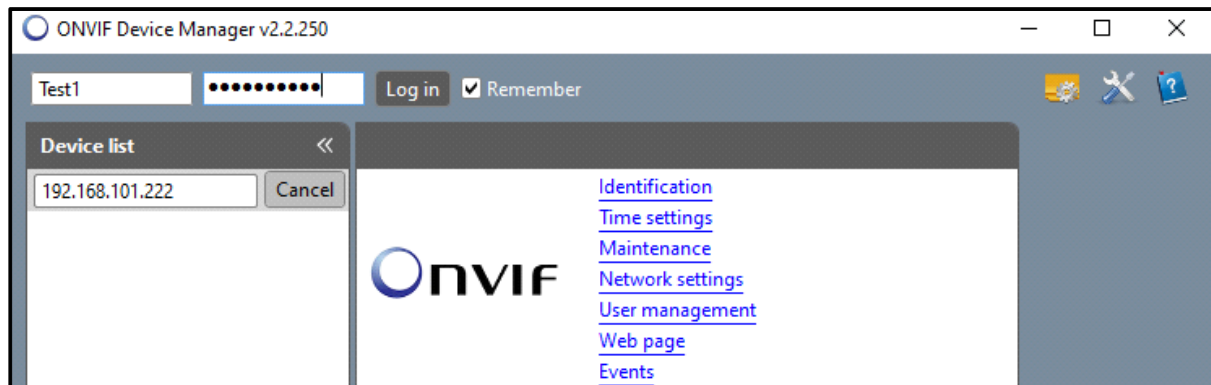 ONVIF Device Manager v2.2.250
Test1 •••••••••• Log in Remember
Device list
192.168.101.222 Cancel
ONVIF
Identification
Time settings
Maintenance
Network settings
User management
Web page
Events